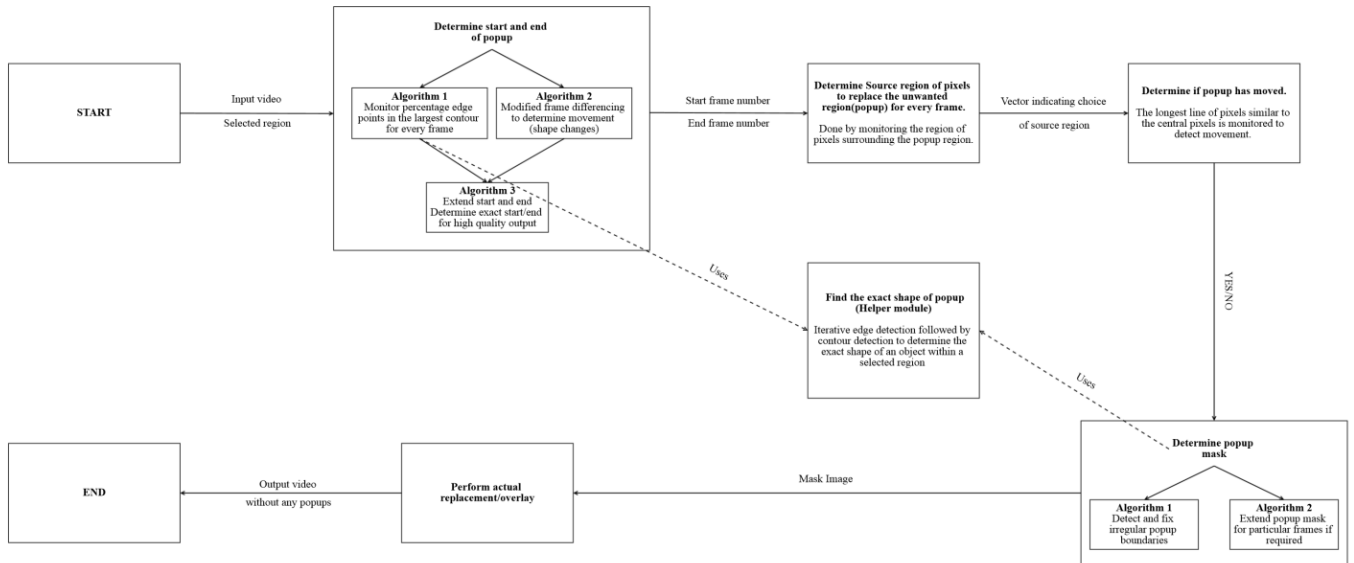 START
Input video
Selected region
Determine start and end
of popup
Algorithm 1
Monitor percentage edge
points in the largest contour
for every frame
Algorithm 2
Modified frame differencing
to determine movement
(shape changes)
Algorithm 3
Extend start and end
Determine exact start/end
for high quality output
Start frame number
End frame number
Determine Source region of pixels
to replace the unwanted
region(popup) for every frame.
Done by monitoring the region of
pixels surrounding the popup region.
Vector indicating choice
of source region
Determine if popup has moved.
The longest line of pixels similar to
the central pixels is monitored to
detect movement.
Uses
Find the exact shape of popup
(Helper module)
Iterative edge detection followed by
contour detection to determine the
exact shape of an object within a
selected region
YES/NO
Uses
Determine popup
mask
Algorithm 1
Detect and fix
irregular popup
boundaries
Algorithm 2
Extend popup mask
for particular frames if
required
Mask Image
Perform actual
replacement/overlay
Output video
without any popups
END